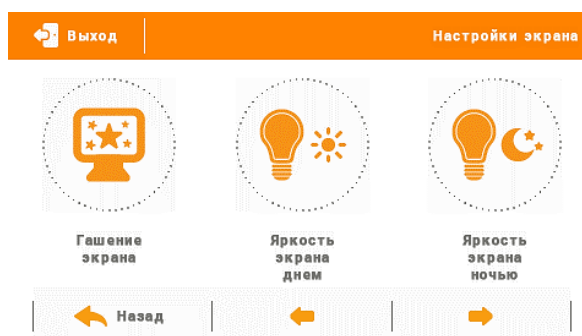 Выход
Настройки экрана
Гашение
экрана
Яркость
экрана
днем
Яркость
экрана
ночью
Назад